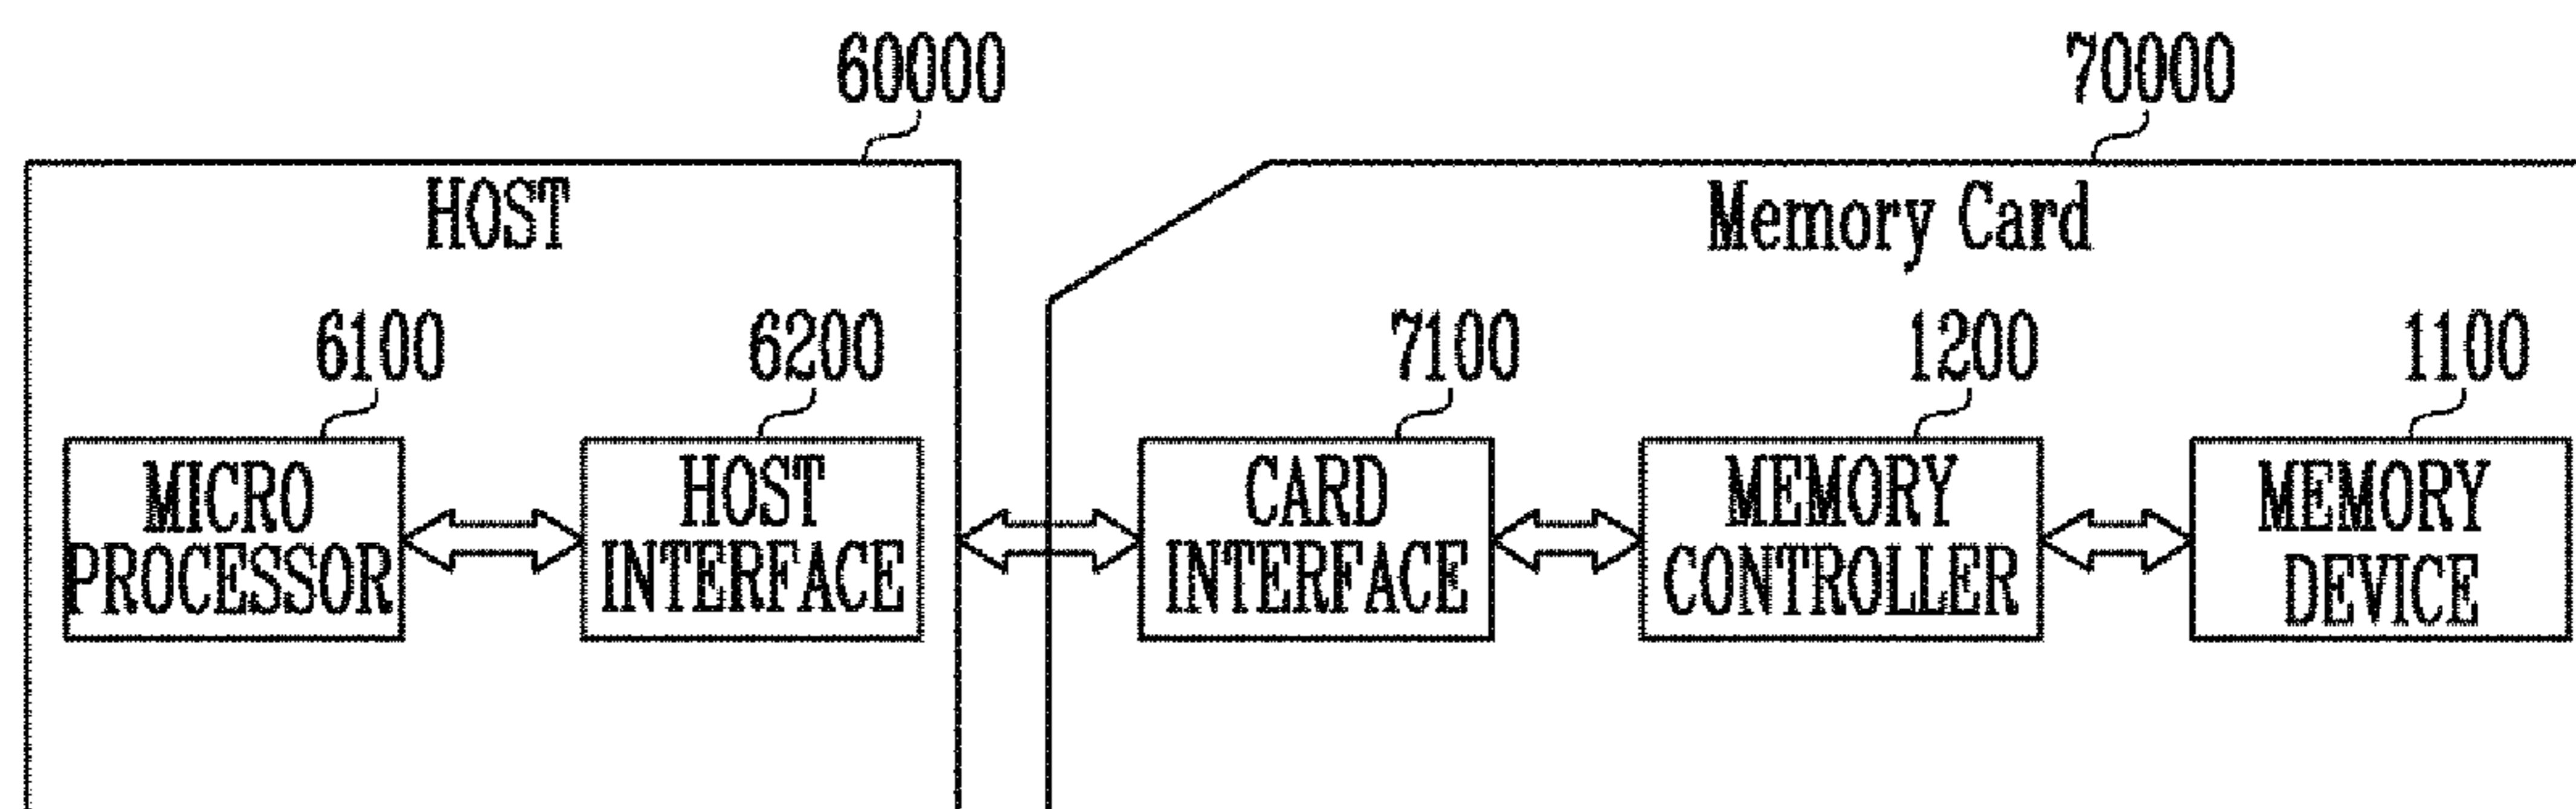 60000
70000
HOST
Memory Card
6100
6200
7100
1200
1100
MICRO
PROCESSOR
HOST
INTERFACE
CARD
INTERFACE
MEMORY
CONTROLLER
MEMORY
DEVICE